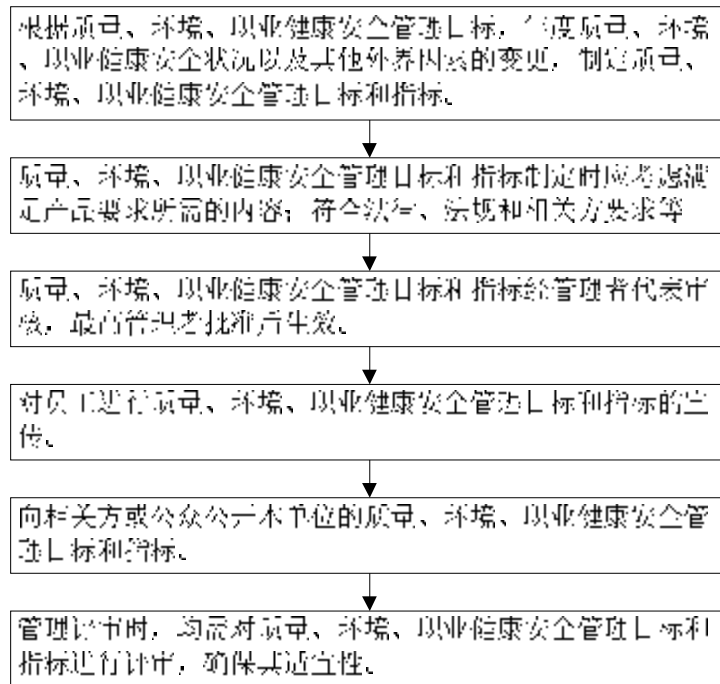 根据质量、环境、职业健康安全管理目标，年度质量、环境
、职业健康安全状况以及其他外界因素的变更，制定质量、
环境、职业健康安全管理目标和指标。
质量、环境、职业健康安全管理目标和指标制定时应考虑满
足产品要求所需的内容；符合法律、法规和相关方要求等
质量、环境、职业健康安全管理目标和指标经管理者代表审
核，最高管理者批准后生效。
对员工进行质量、环境、职业健康安全管理目标和指标的宣
传。
向相关方或公众公开本单位的质量、环境、职业健康安全管
理目标和指标。
管理评审时，均需对质量、环境、职业健康安全管理目标和
指标进行评审，确保其适宜性。